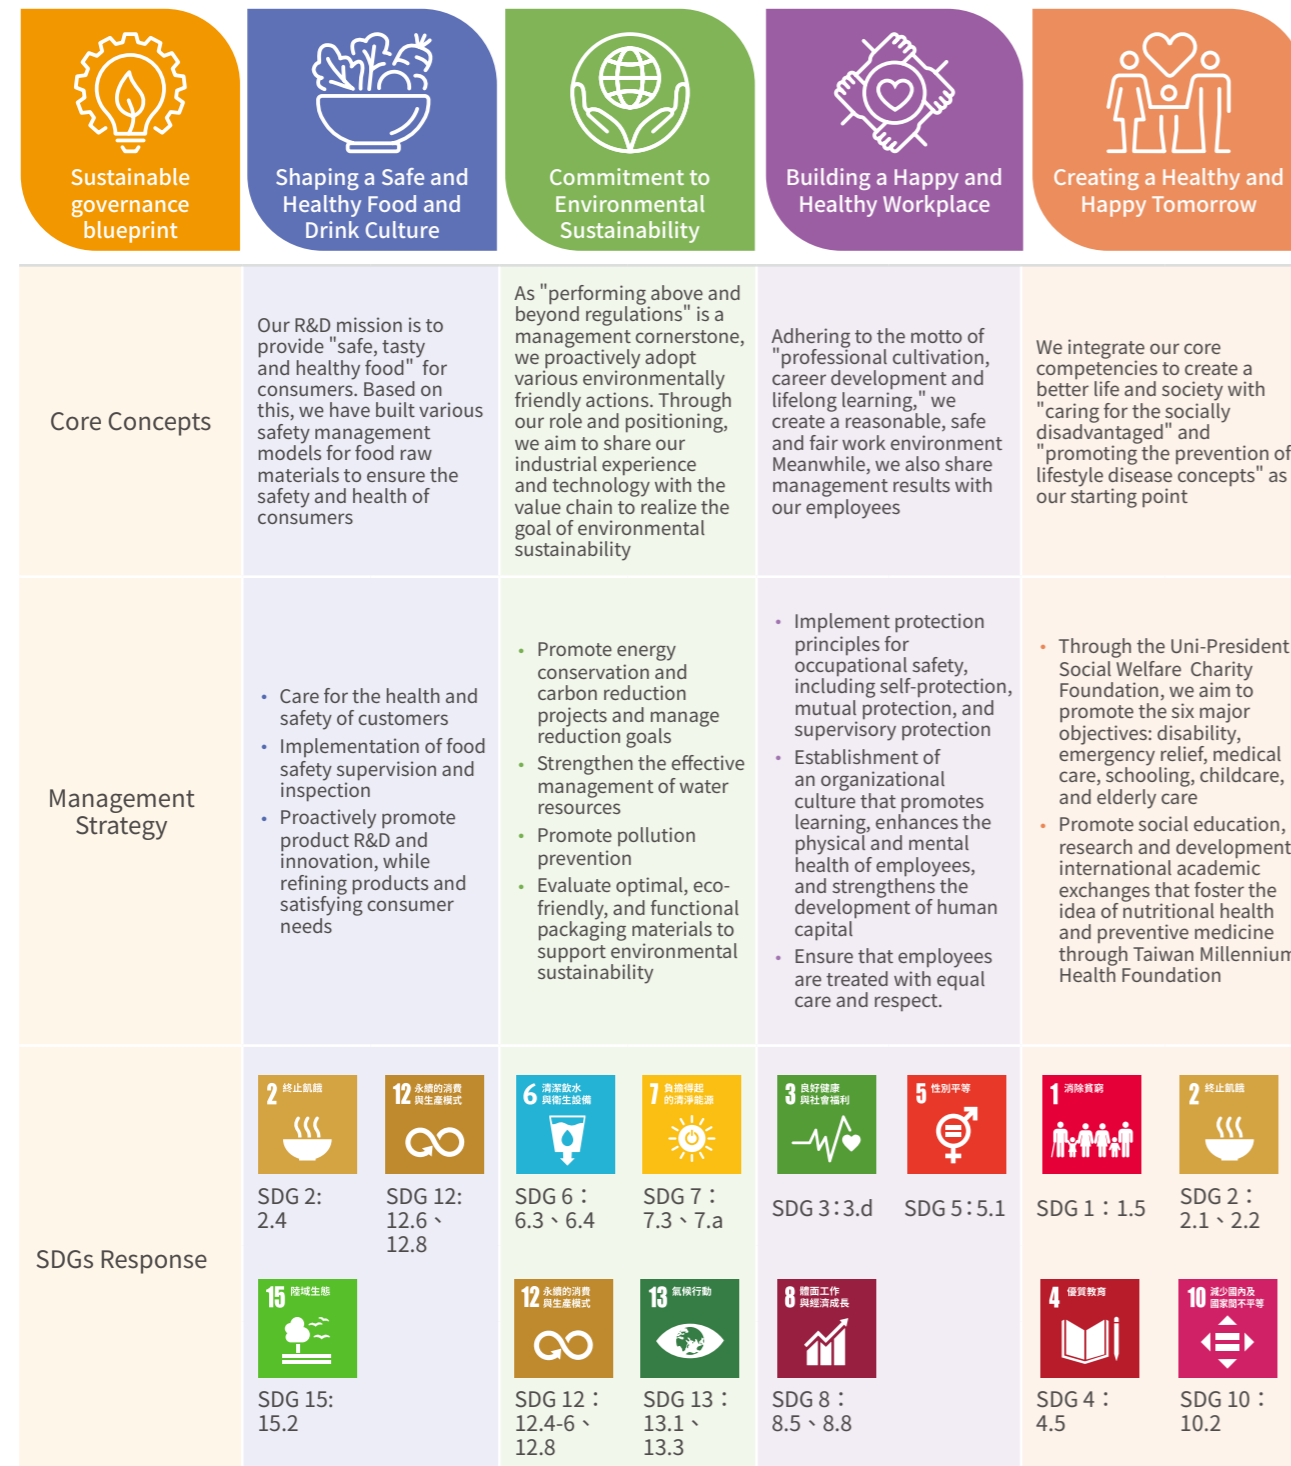 Sustainable
governance
blueprint
Shaping a Safe and
Healthy Food and
Drink Culture
Commitment to
Environmental
Sustainability
Building a Happy and
Healthy Workplace
Creating a Healthy and
Happy Tomorrow
Core Concepts
Our R&D mission is to
provide "safe, tasty
and healthy food" for
consumers. Based on
this, we have built various
safety management
models for food raw
materials to ensure the
safety and health of
consumers
As "performing above and
beyond regulations" is a
management cornerstone,
we proactively adopt
various environmentally
friendly actions. Through
our role and positioning,
we aim to share our
industrial experience
and technology with the
value chain to realize the
goal of environmental
sustainability
Adhering to the motto of
"professional cultivation,
career development and
lifelong learning," we
create a reasonable, safe
and fair work environment
Meanwhile, we also share
management results with
our employees
We integrate our core
competencies to create a
better life and society with
"caring for the socially
disadvantaged" and
"promoting the prevention of
lifestyle disease concepts" as
our starting point
Management
Strategy
• Care for the health and
safety of customers
• Implementation of food
safety supervision and
inspection
• Proactively promote
product R&D and
innovation, while
refining products and
satisfying consumer
needs
• Promote energy
conservation and
carbon reduction
projects and manage
reduction goals
• Strengthen the effective
management of water
resources
• Promote pollution
prevention
• Evaluate optimal, eco-
friendly, and functional
packaging materials to
support environmental
sustainability
• Implement protection
principles for
occupational safety,
including self-protection,
mutual protection, and
supervisory protection
• Establishment of
an organizational
culture that promotes
learning, enhances the
physical and mental
health of employees,
and strengthens the
development of human
capital
• Ensure that employees
are treated with equal
care and respect.
• Through the Uni-President
Social Welfare Charity
Foundation, we aim to
promote the six major
objectives: disability,
emergency relief, medical
care, schooling, childcare,
and elderly care
• Promote social education,
research and development
international academic
exchanges that foster the
idea of nutritional health
and preventive medicine
through Taiwan Millennium
Health Foundation
SDGs Response
2 終止飢餓
SDG 2:
2.4
12 永續的消費
與生產模式
SDG 12:
12.6、
12.8
15 陸域生態
SDG 15:
15.2
6 清潔飲水
與衛生設備
SDG 6：
6.3、6.4
7 負擔得起
的清淨能源
SDG 7：
7.3、7.a
12 永續的消費
與生產模式
SDG 12：
12.4-6、
12.8
13 氣候行動
SDG 13：
13.1、
13.3
3 良好健康
與社會福利
SDG 3：3.d
5 性別平等
SDG 5：5.1
8 體面工作
與經濟成長
SDG 8：
8.5、8.8
1 消除貧窮
SDG 1：1.5
2 終止飢餓
SDG 2：
2.1、2.2
4 優質教育
SDG 4：
4.5
10 減少國內及
國家間不平等
SDG 10：
10.2